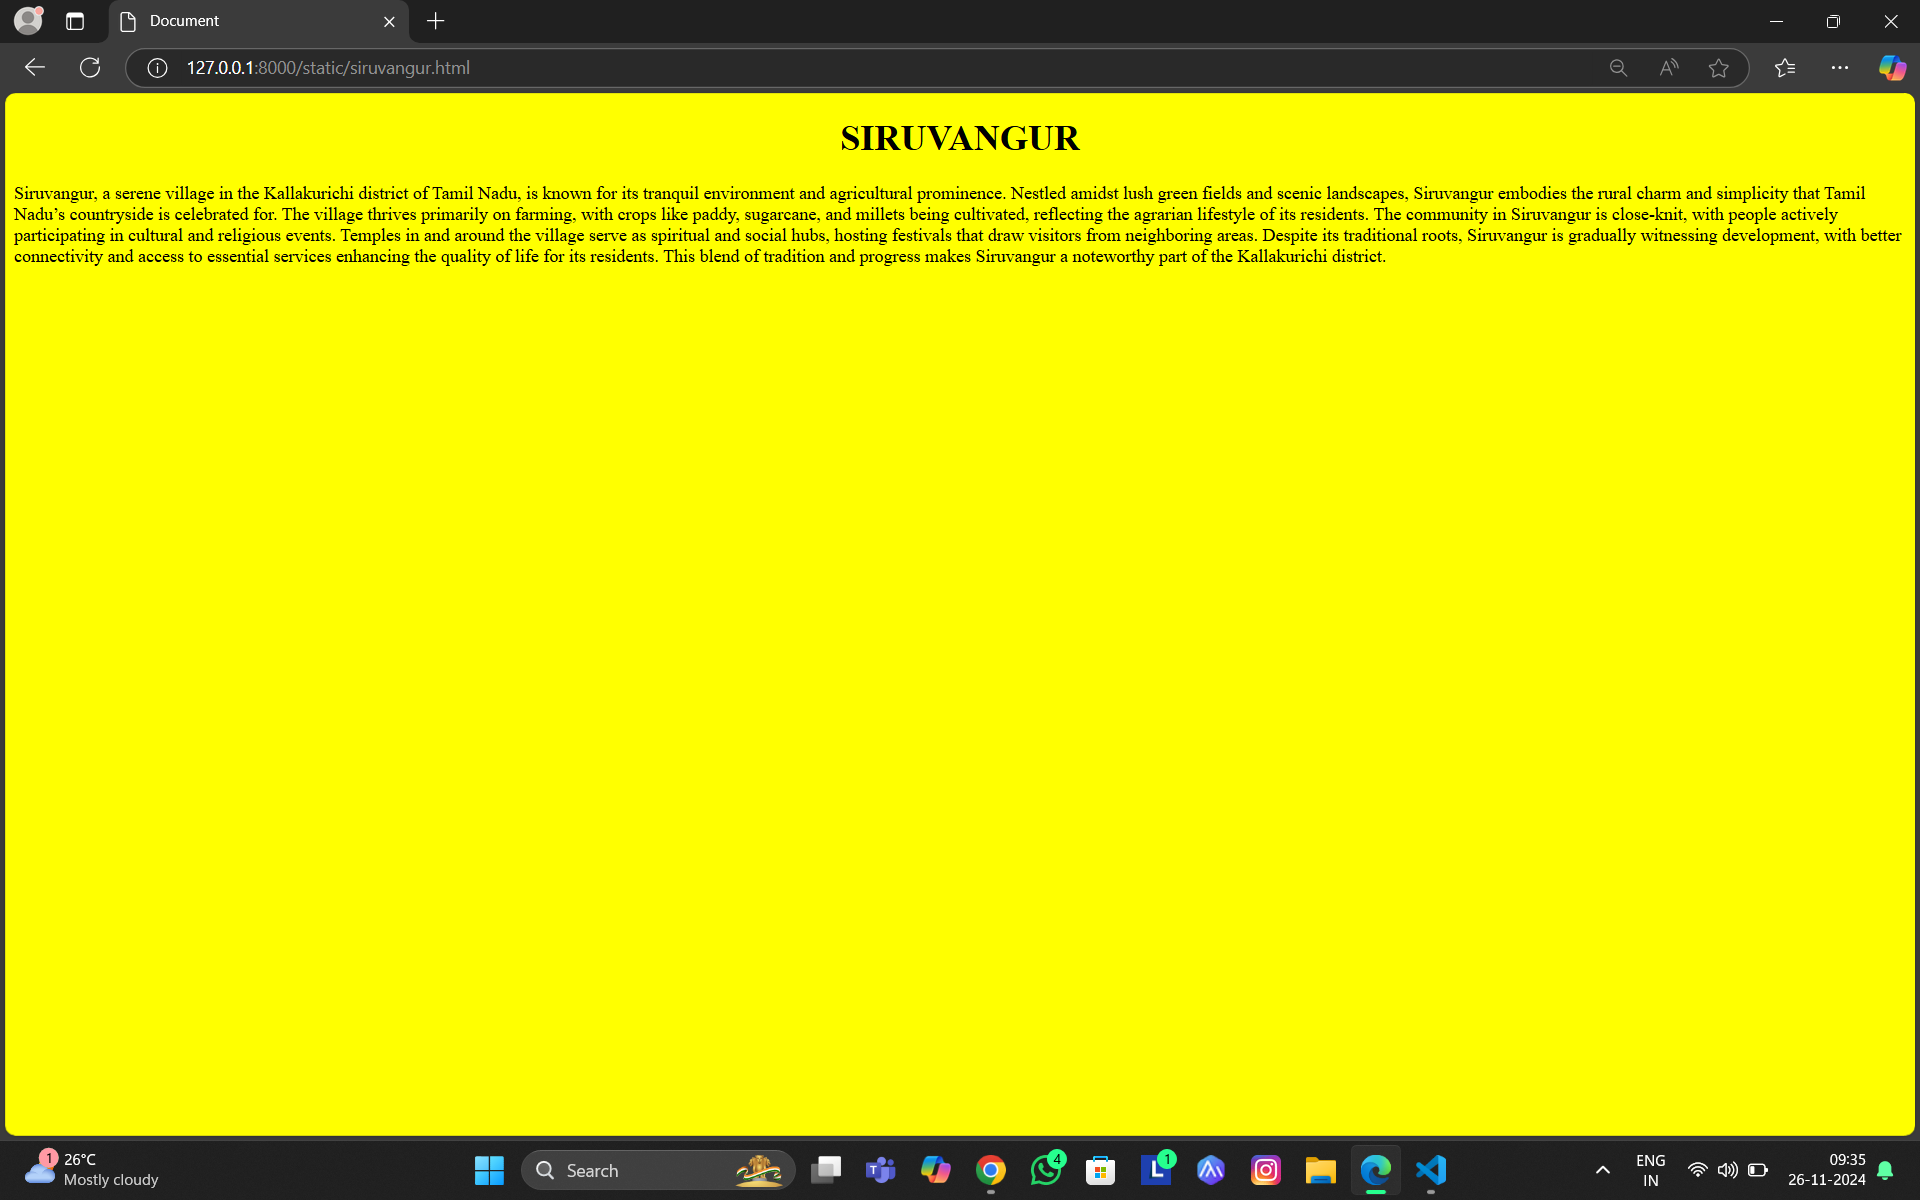 Document
127.0.0.1:8000/static/siruvangur.html
SIRUVANGUR
Siruvangur, a serene village in the Kallakurichi district of Tamil Nadu, is known for its tranquil environment and agricultural prominence. Nestled amidst lush green fields and scenic landscapes, Siruvangur embodies the rural charm and simplicity that Tamil
Nadu’s countryside is celebrated for. The village thrives primarily on farming, with crops like paddy, sugarcane, and millets being cultivated, reflecting the agrarian lifestyle of its residents. The community in Siruvangur is close-knit, with people actively
participating in cultural and religious events. Temples in and around the village serve as spiritual and social hubs, hosting festivals that draw visitors from neighboring areas. Despite its traditional roots, Siruvangur is gradually witnessing development, with better
connectivity and access to essential services enhancing the quality of life for its residents. This blend of tradition and progress makes Siruvangur a noteworthy part of the Kallakurichi district.
1
26°C
Mostly cloudy
Search
4
1
ENG
IN
09:35
26-11-2024